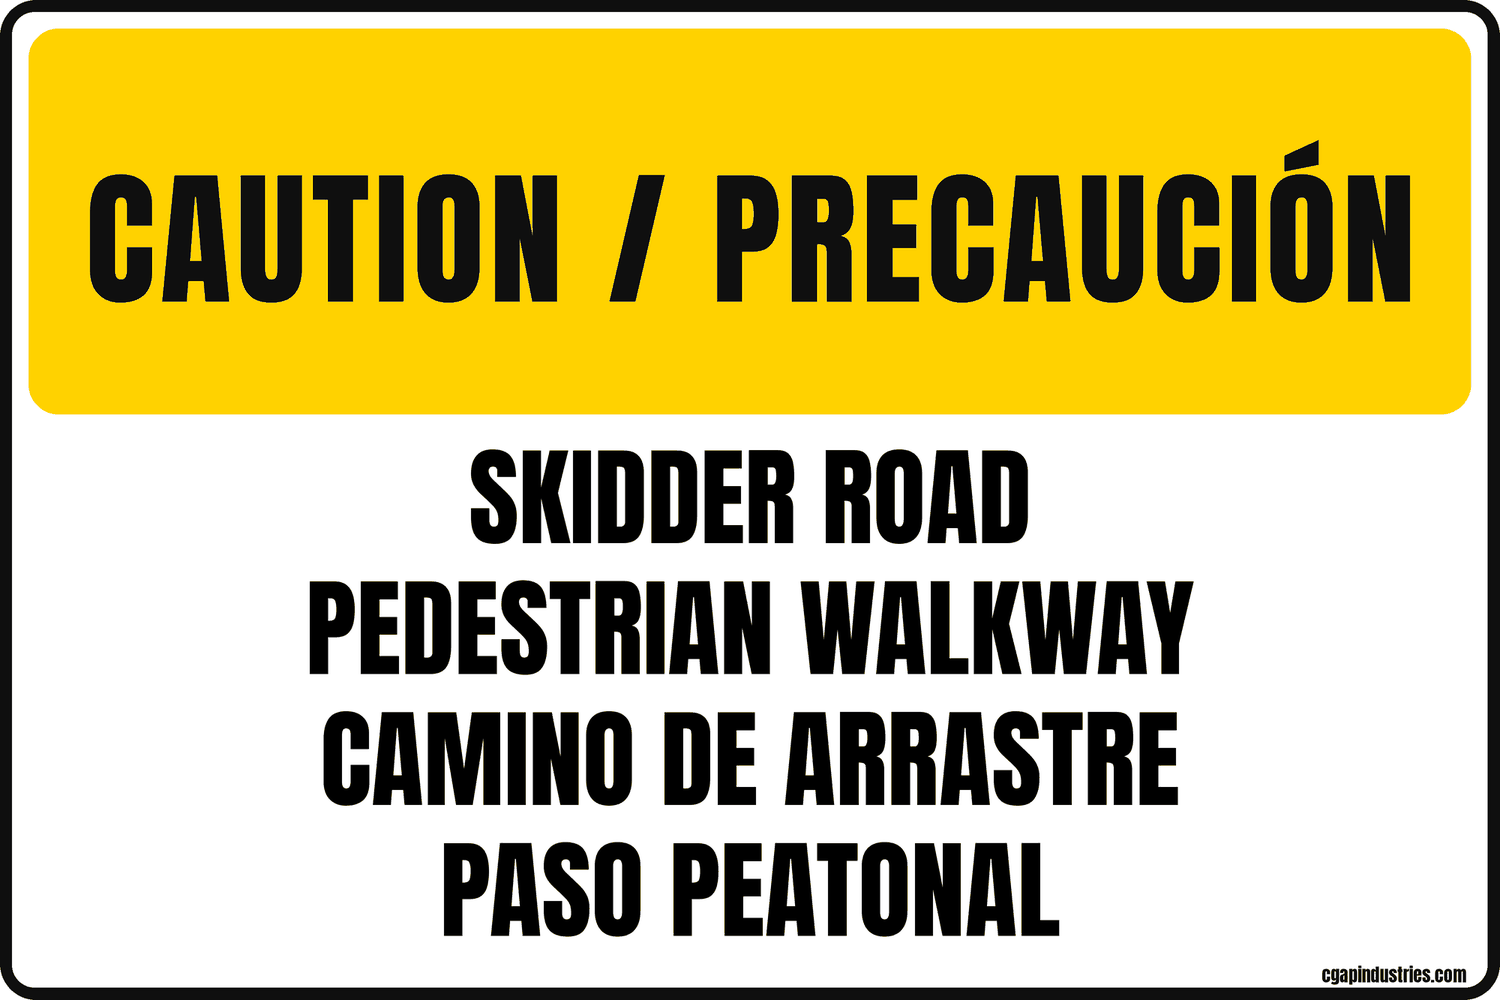 CAUTION / PRECAUCIÓN
SKIDDER ROAD
PEDESTRIAN WALKWAY
CAMINO DE ARRASTRE
PASO PEATONAL
cgapindustries.com